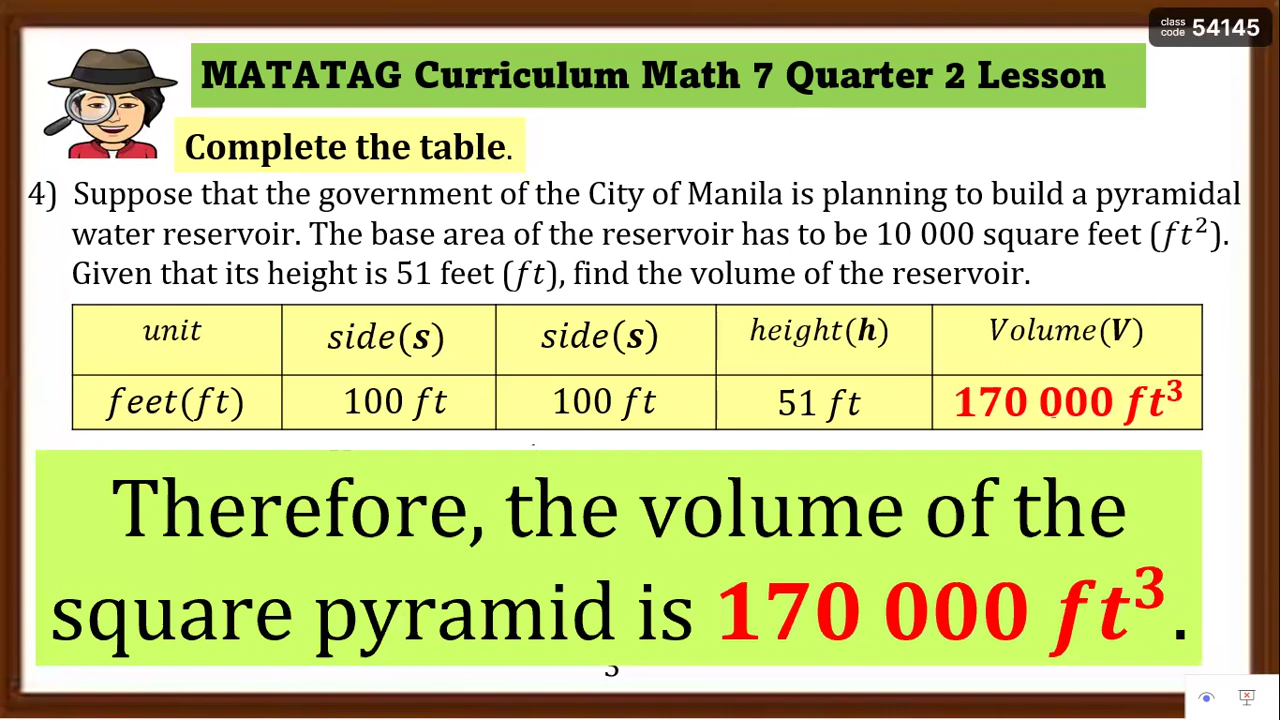 class
code 54145
MATATAG Curriculum Math 7 Quarter 2 Lesson
Complete the table.
4) Suppose that the government of the City of Manila is planning to build a pyramidal
water reservoir. The base area of the reservoir has to be 10 000 square feet (ft²).
Given that its height is 51 feet (ft), find the volume of the reservoir.
unit side(s) side(s) height(h) Volume(V)
feet(ft) 100 ft 100 ft 51 ft 170 000 ft³
Therefore, the volume of the
square pyramid is 170 000 ft³.